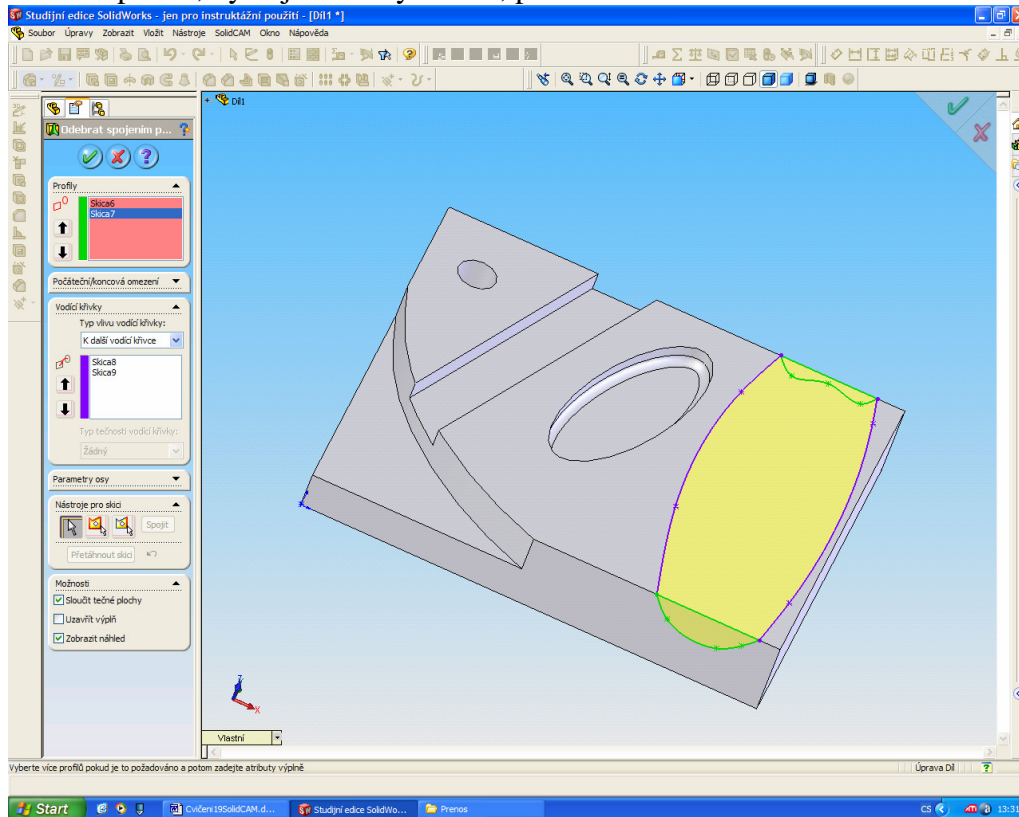 Studijní edice SolidWorks - jen pro instruktážní použití - [Díl1 *]
Soubor Úpravy Zobrazit Vložit Nástroje SolidCAM Okno Nápověda
Díl1
Odebrat spojením p...
Profily
Skica6
Skica7
Počáteční/koncová omezení
Vodící křivky
Typ vlivu vodící křivky:
K další vodící křivce
Skica8
Skica9
Typ tečnosti vodící křivky:
Žádný
Parametry osy
Nástroje pro skici
Spojit
Přetáhnout skici
Možnosti
Sloučit tečné plochy
Uzavřít výplň
Zobrazit náhled
Z
X
Vlastní
Vyberte více profilů pokud je to požadováno a potom zadejte atributy výplně
Úprava Díl
Start
Cvičení19SolidCAM.d...
Studijní edice SolidWo...
Prenos
CS
13:31